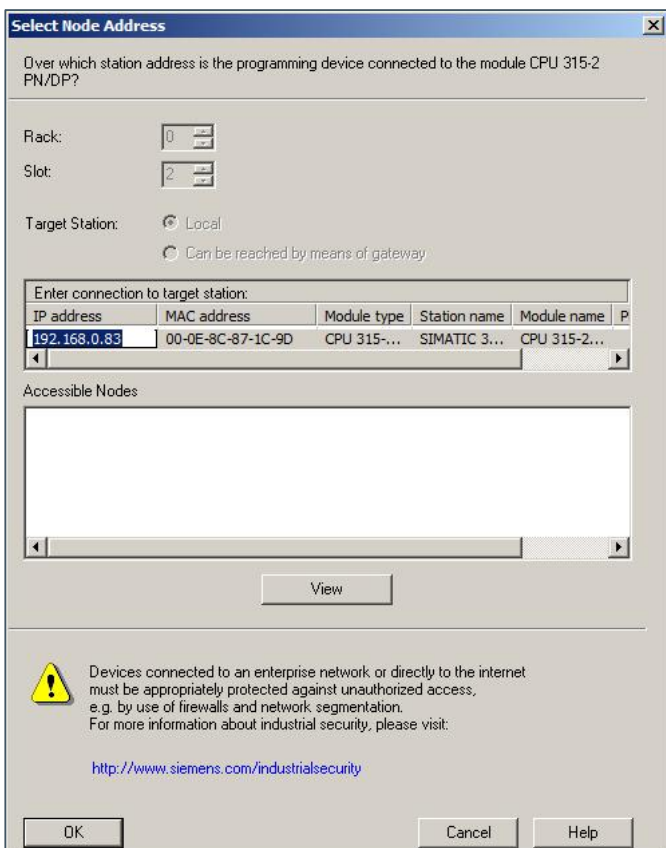 Select Node Address
Over which station address is the programming device connected to the module CPU 315-2
PN/DP?
Rack: 0
Slot: 2
Target Station: Local
Can be reached by means of gateway
Enter connection to target station:
IP address MAC address Module type Station name Module name P
192.168.0.83 00-0E-8C-87-1C-9D CPU 315-... SIMATIC 3... CPU 315-2...
Accessible Nodes
View
Devices connected to an enterprise network or directly to the internet
must be appropriately protected against unauthorized access,
e.g. by use of firewalls and network segmentation.
For more information about industrial security, please visit:
http://www.siemens.com/industrialsecurity
OK Cancel Help